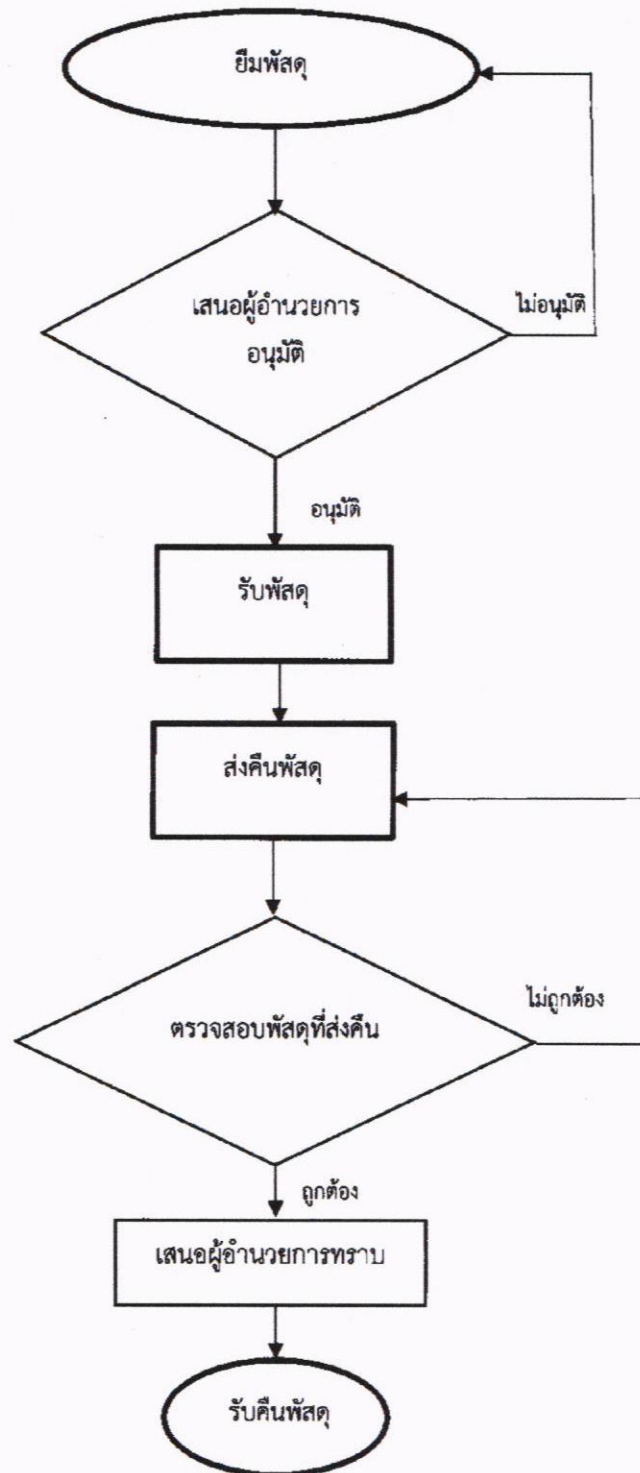 ยืมพัสดุ
เสนอผู้อำนวยการ
อนุมัติ
ไม่อนุมัติ
อนุมัติ
รับพัสดุ
ส่งคืนพัสดุ
ตรวจสอบพัสดุที่ส่งคืน
ไม่ถูกต้อง
ถูกต้อง
เสนอผู้อำนวยการทราบ
รับคืนพัสดุ